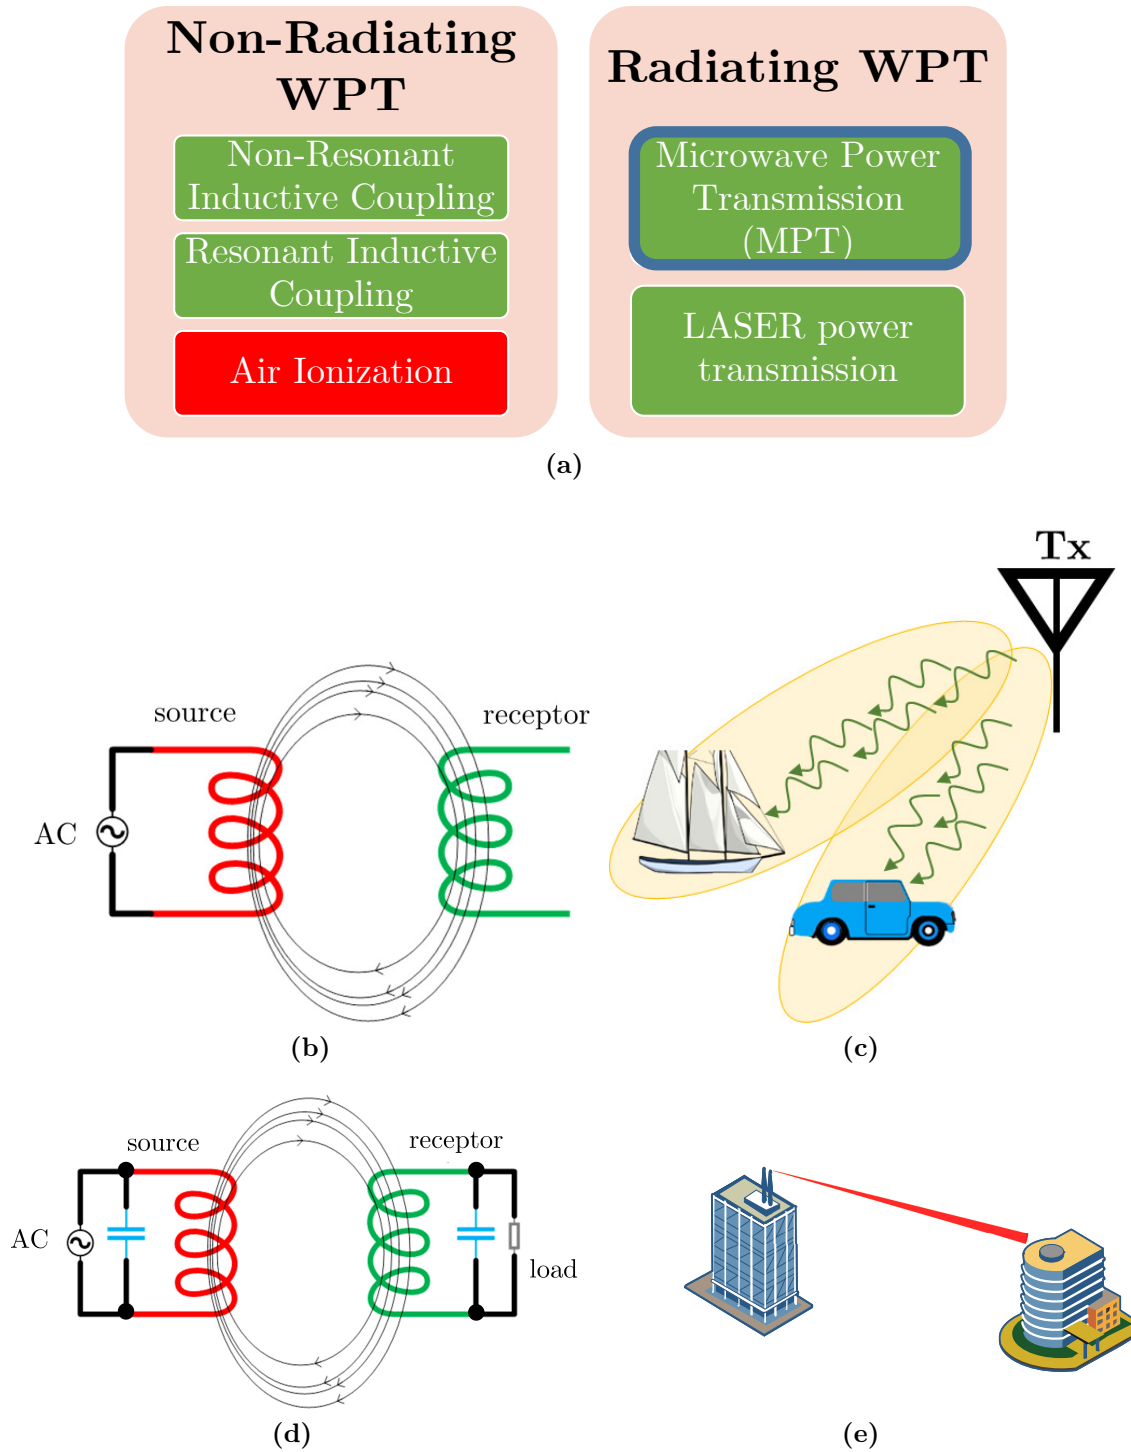 Non-Radiating
WPT
Non-Resonant
Inductive Coupling
Resonant Inductive
Coupling
Air Ionization
Radiating WPT
Microwave Power
Transmission
(MPT)
LASER power
transmission
(a)
source
receptor
AC
(b)
Tx
(c)
source
receptor
AC
load
(d)
(e)